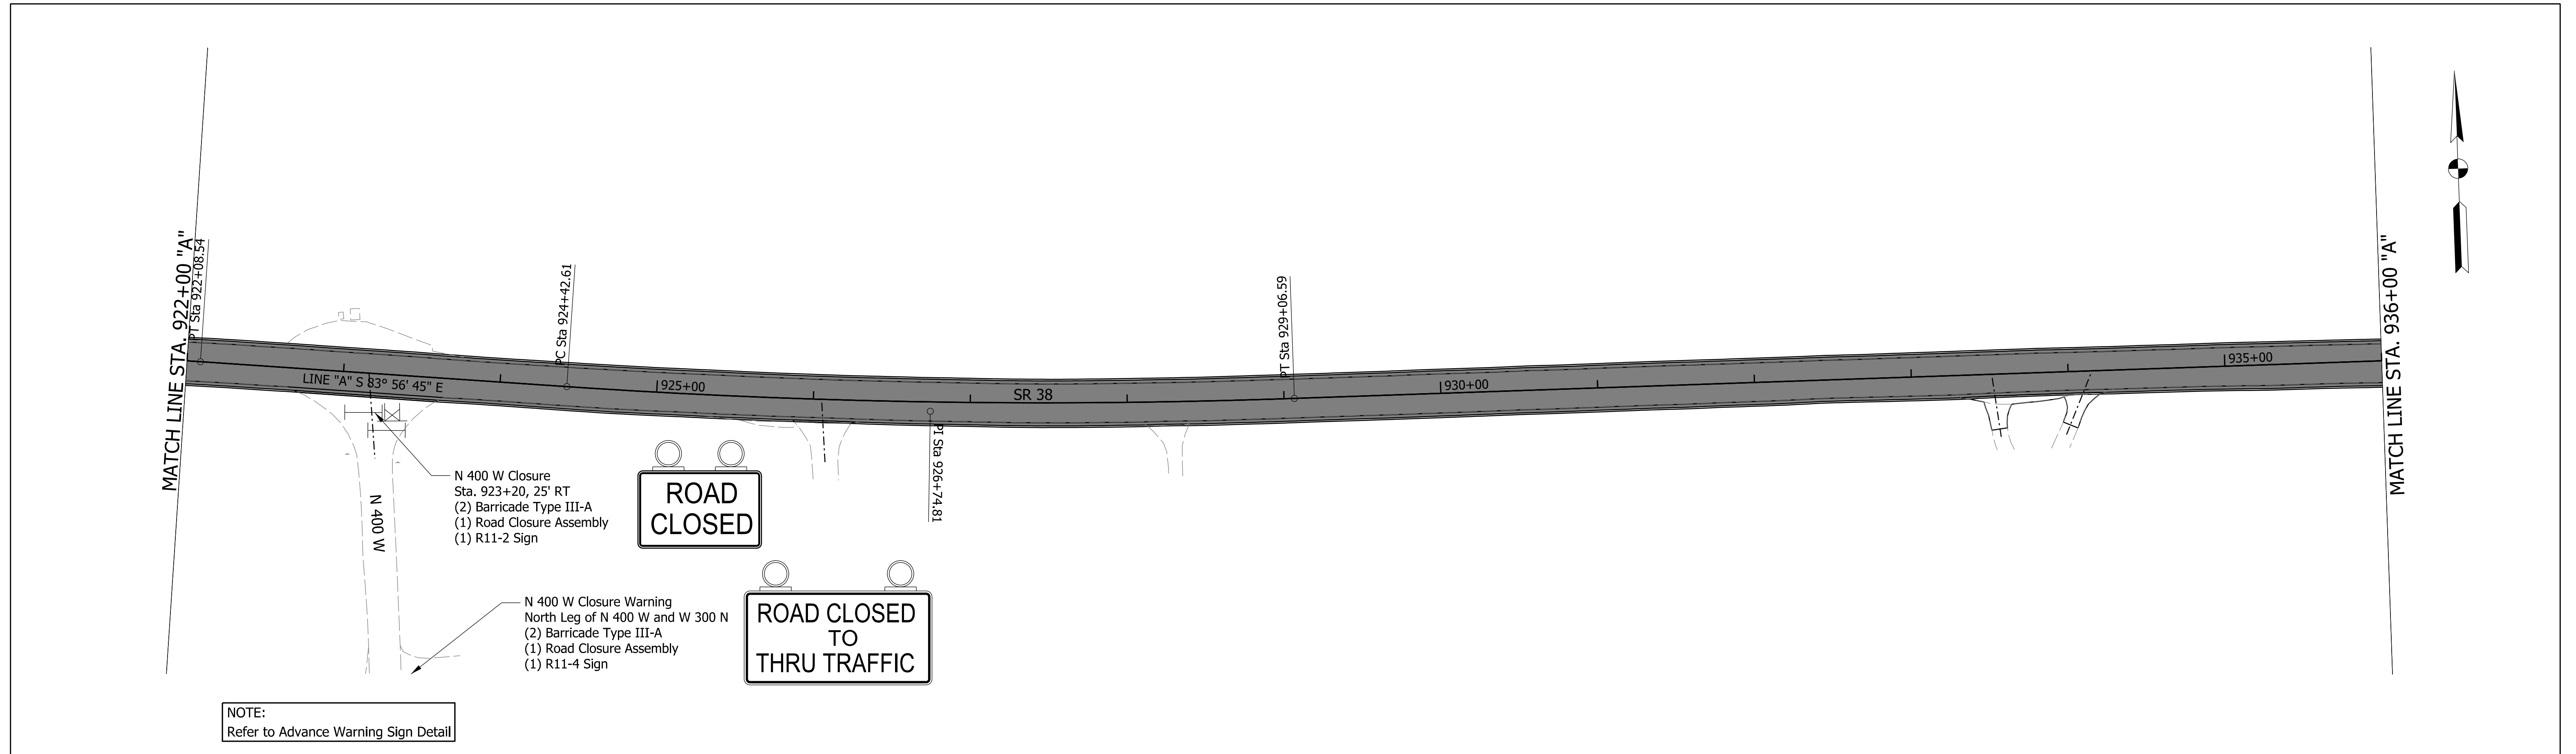 MATCH LINE STA. 922+00 "A"
PT Sta 922+08.54
LINE "A" S 83° 56' 45" E
PC Sta 924+42.61
925+00
PI Sta 926+74.81
SR 38
PT Sta 929+06.59
930+00
935+00
MATCH LINE STA. 936+00 "A"
N 400 W
N 400 W Closure
Sta. 923+20, 25' RT
(2) Barricade Type III-A
(1) Road Closure Assembly
(1) R11-2 Sign
ROAD
CLOSED
N 400 W Closure Warning
North Leg of N 400 W and W 300 N
(2) Barricade Type III-A
(1) Road Closure Assembly
(1) R11-4 Sign
ROAD CLOSED
TO
THRU TRAFFIC
NOTE:
Refer to Advance Warning Sign Detail